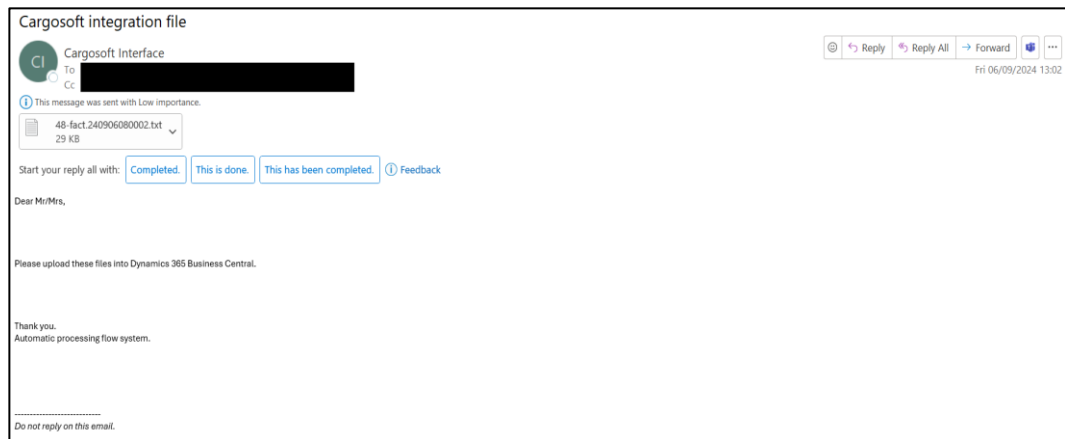 Cargosoft integration file
CI
Cargosoft Interface
To
Cc
Reply
Reply All
Forward
Fri 06/09/2024 13:02
This message was sent with Low importance.
48-fact.240906080002.txt
29 KB
Start your reply all with: Completed. This is done. This has been completed. Feedback
Dear Mr/Mrs,
Please upload these files into Dynamics 365 Business Central.
Thank you.
Automatic processing flow system.
----------------------------
Do not reply on this email.